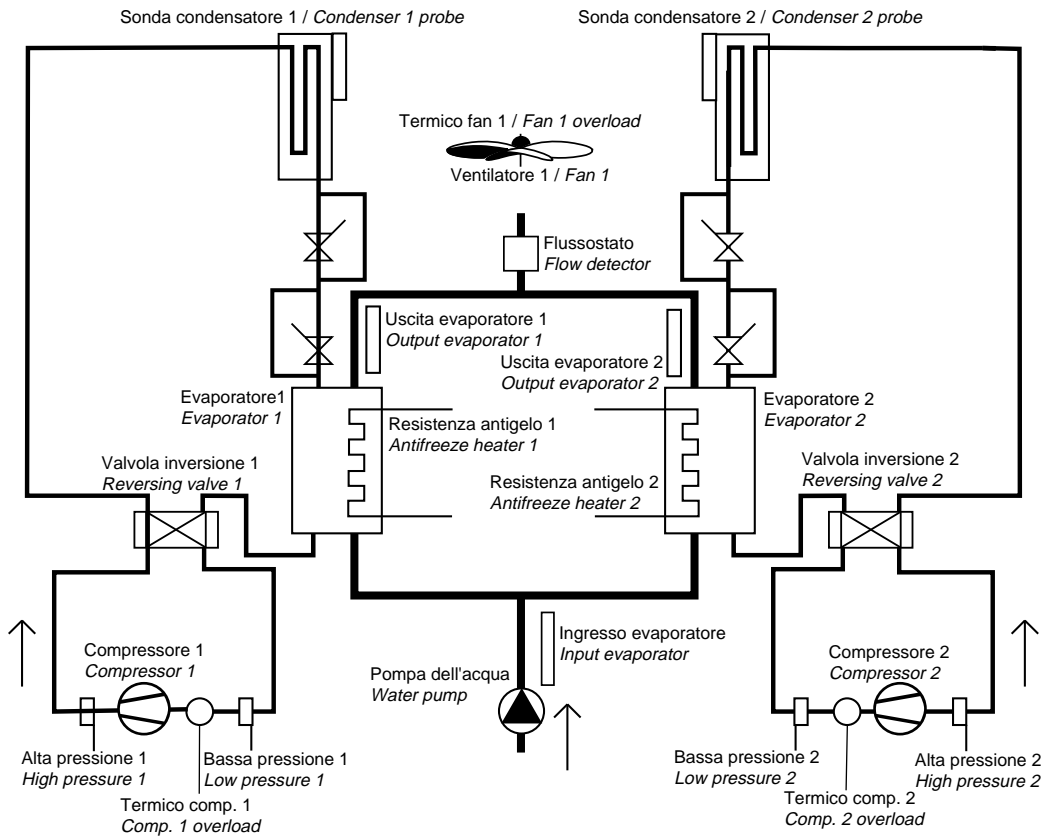 Sonda condensatore 1 / Condenser 1 probe
Sonda condensatore 2 / Condenser 2 probe
Termico fan 1 / Fan 1 overload
Ventilatore 1 / Fan 1
Flussostato
Flow detector
Uscita evaporatore 1
Output evaporator 1
Uscita evaporatore 2
Output evaporator 2
Evaporatore1
Evaporator 1
Evaporatore 2
Evaporator 2
Resistenza antigelo 1
Antifreeze heater 1
Valvola inversione 1
Reversing valve 1
Resistenza antigelo 2
Antifreeze heater 2
Valvola inversione 2
Reversing valve 2
Compressore 1
Compressor 1
Pompa dell'acqua
Water pump
Ingresso evaporatore
Input evaporator
Compressore 2
Compressor 2
Alta pressione 1
High pressure 1
Bassa pressione 1
Low pressure 1
Termico comp. 1
Comp. 1 overload
Bassa pressione 2
Low pressure 2
Alta pressione 2
High pressure 2
Termico comp. 2
Comp. 2 overload